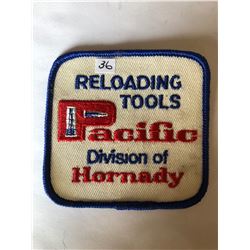 36
RELOADING
TOOLS
Pacific
Division of
Hornady